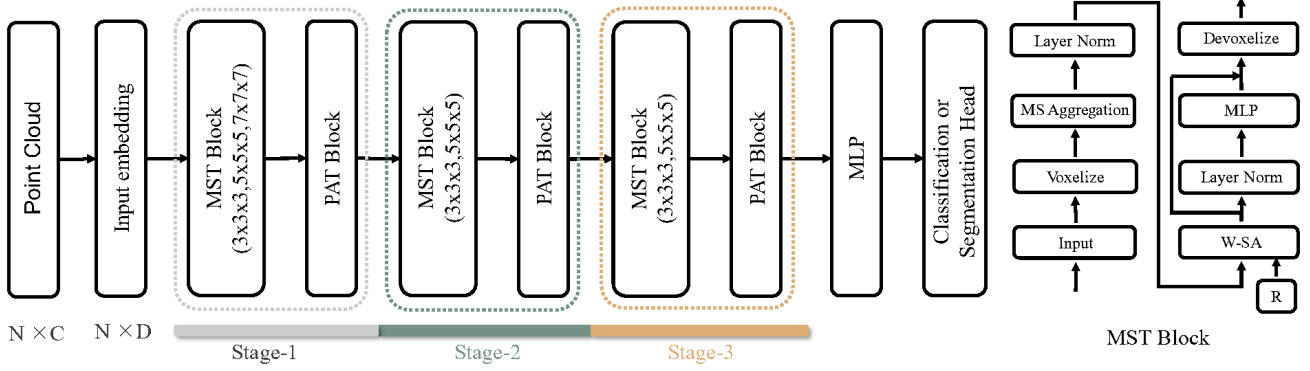 Point Cloud
N ×C
Input embedding
N ×D
MST Block
(3x3x3,5x5x5,7x7x7)
PAT Block
Stage-1
MST Block
(3x3x3,5x5x5)
PAT Block
Stage-2
MST Block
(3x3x3,5x5x5)
PAT Block
Stage-3
MLP
Classification or
Segmentation Head
Input
Voxelize
MS Aggregation
Layer Norm
R
W-SA
Layer Norm
MLP
Devoxelize
MST Block